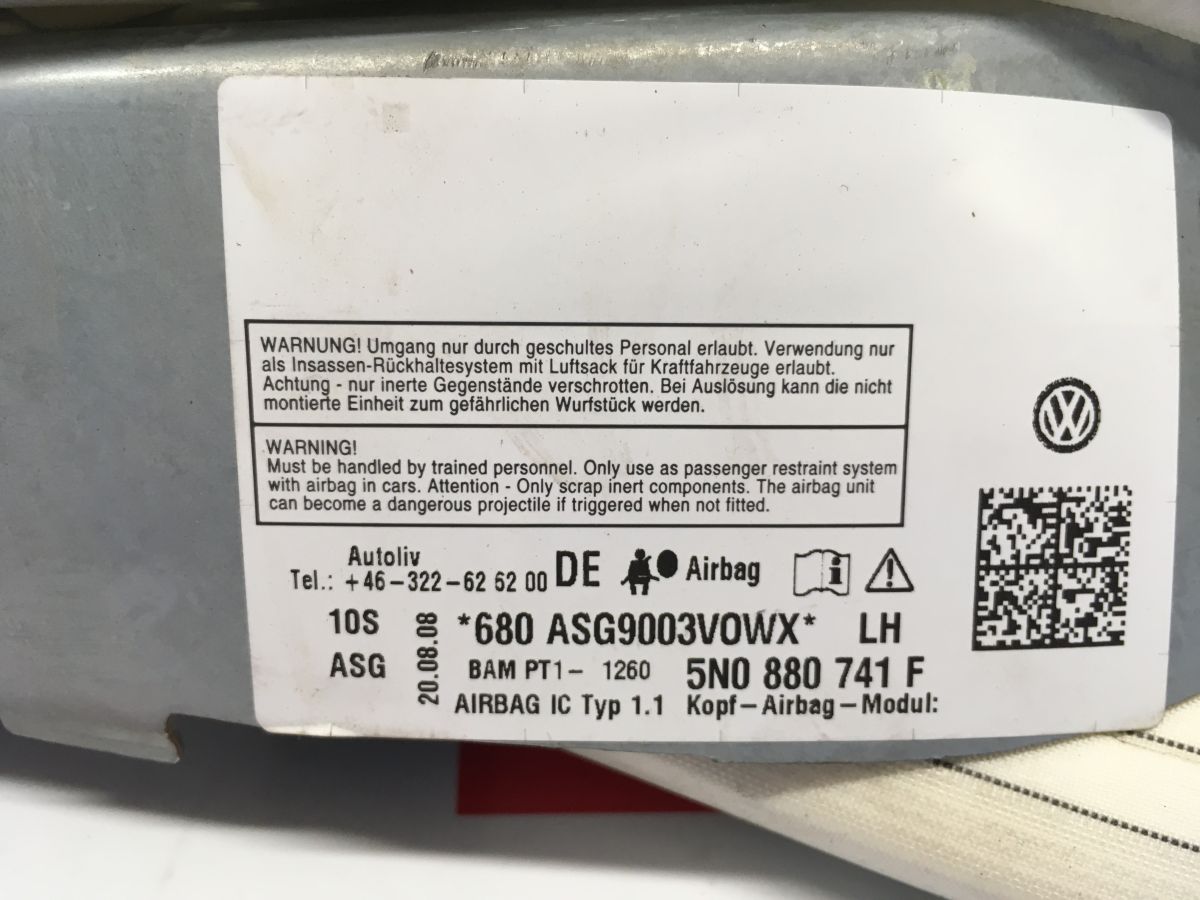 WARNUNG! Umgang nur durch geschultes Personal erlaubt. Verwendung nur
als Insassen-Rückhaltesystem mit Luftsack für Kraftfahrzeuge erlaubt.
Achtung - nur inerte Gegenstände verschrotten. Bei Auslösung kann die nicht
montierte Einheit zum gefährlichen Wurfstück werden.
WARNING!
Must be handled by trained personnel. Only use as passenger restraint system
with airbag in cars. Attention - Only scrap inert components. The airbag unit
can become a dangerous projectile if triggered when not fitted.
Autoliv
Tel.: +46-322-62 62 00 DE Airbag
10S 20.08.08 *680 ASG9003VOWX* LH
ASG BAM PT1- 1260 5N0 880 741 F
AIRBAG IC Typ 1.1 Kopf-Airbag-Modul: